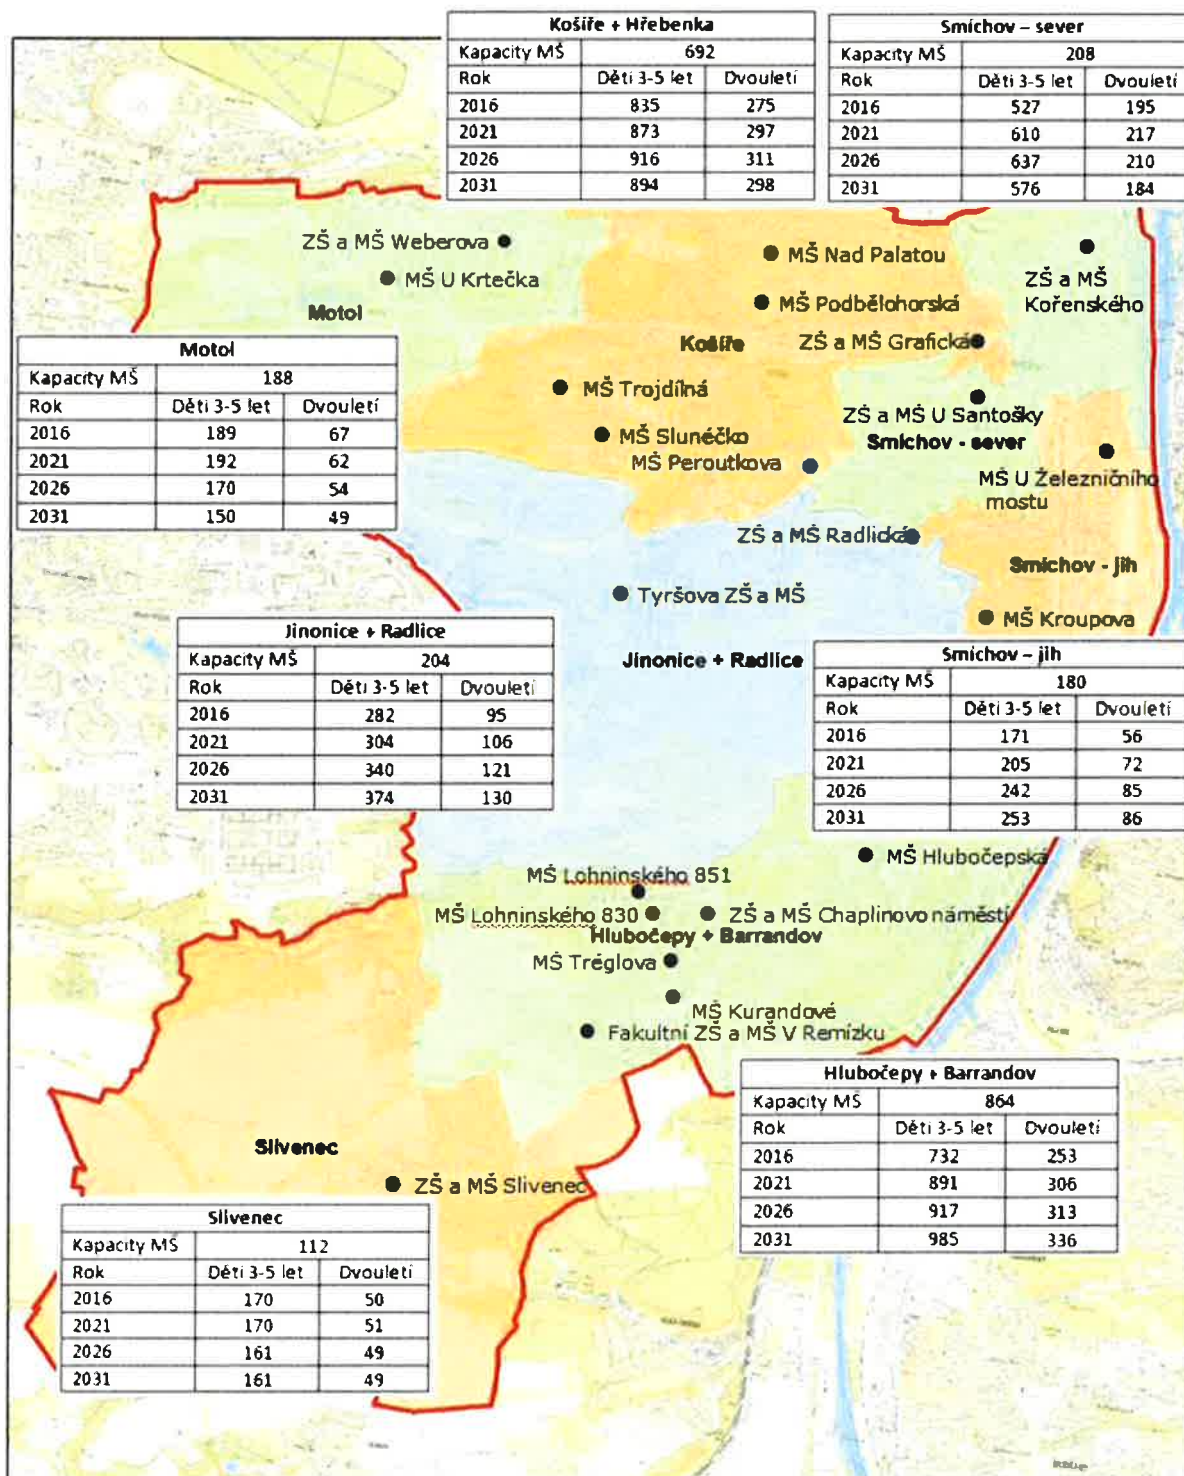 Košíře + Hřebenka
Kapacity MŠ 692
Rok Děti 3-5 let Dvouletí
2016 835 275
2021 873 297
2026 916 311
2031 894 298
Smíchov – sever
Kapacity MŠ 208
Rok Děti 3-5 let Dvouletí
2016 527 195
2021 610 217
2026 637 210
2031 576 184
ZŠ a MŠ Weberova
MŠ U Krtečka
Motol
MŠ Nad Palatou
MŠ Podbělohorská
Košíře
ZŠ a MŠ Grafická
ZŠ a MŠ
Kořenského
Motol
Kapacity MŠ 188
Rok Děti 3-5 let Dvouletí
2016 189 67
2021 192 62
2026 170 54
2031 150 49
MŠ Trojdílná
MŠ Slunéčko
MŠ Peroutkova
ZŠ a MŠ U Santošky
Smíchov - sever
MŠ U Železničního
mostu
ZŠ a MŠ Radlická
Smíchov - jih
Tyršova ZŠ a MŠ
MŠ Kroupova
Jinonice + Radlice
Jinonice + Radlice
Kapacity MŠ 204
Rok Děti 3-5 let Dvouletí
2016 282 95
2021 304 106
2026 340 121
2031 374 130
Smíchov – jih
Kapacity MŠ 180
Rok Děti 3-5 let Dvouletí
2016 171 56
2021 205 72
2026 242 85
2031 253 86
MŠ Hlubočepská
MŠ Lohninského 851
MŠ Lohninského 830
ZŠ a MŠ Chaplinovo náměstí
Hlubočepy + Barrandov
MŠ Tréglova
MŠ Kurandové
Fakultní ZŠ a MŠ V Remízku
Hlubočepy + Barrandov
Kapacity MŠ 864
Rok Děti 3-5 let Dvouletí
2016 732 253
2021 891 306
2026 917 313
2031 985 336
Slivenec
ZŠ a MŠ Slivenec
Slivenec
Kapacity MŠ 112
Rok Děti 3-5 let Dvouletí
2016 170 50
2021 170 51
2026 161 49
2031 161 49